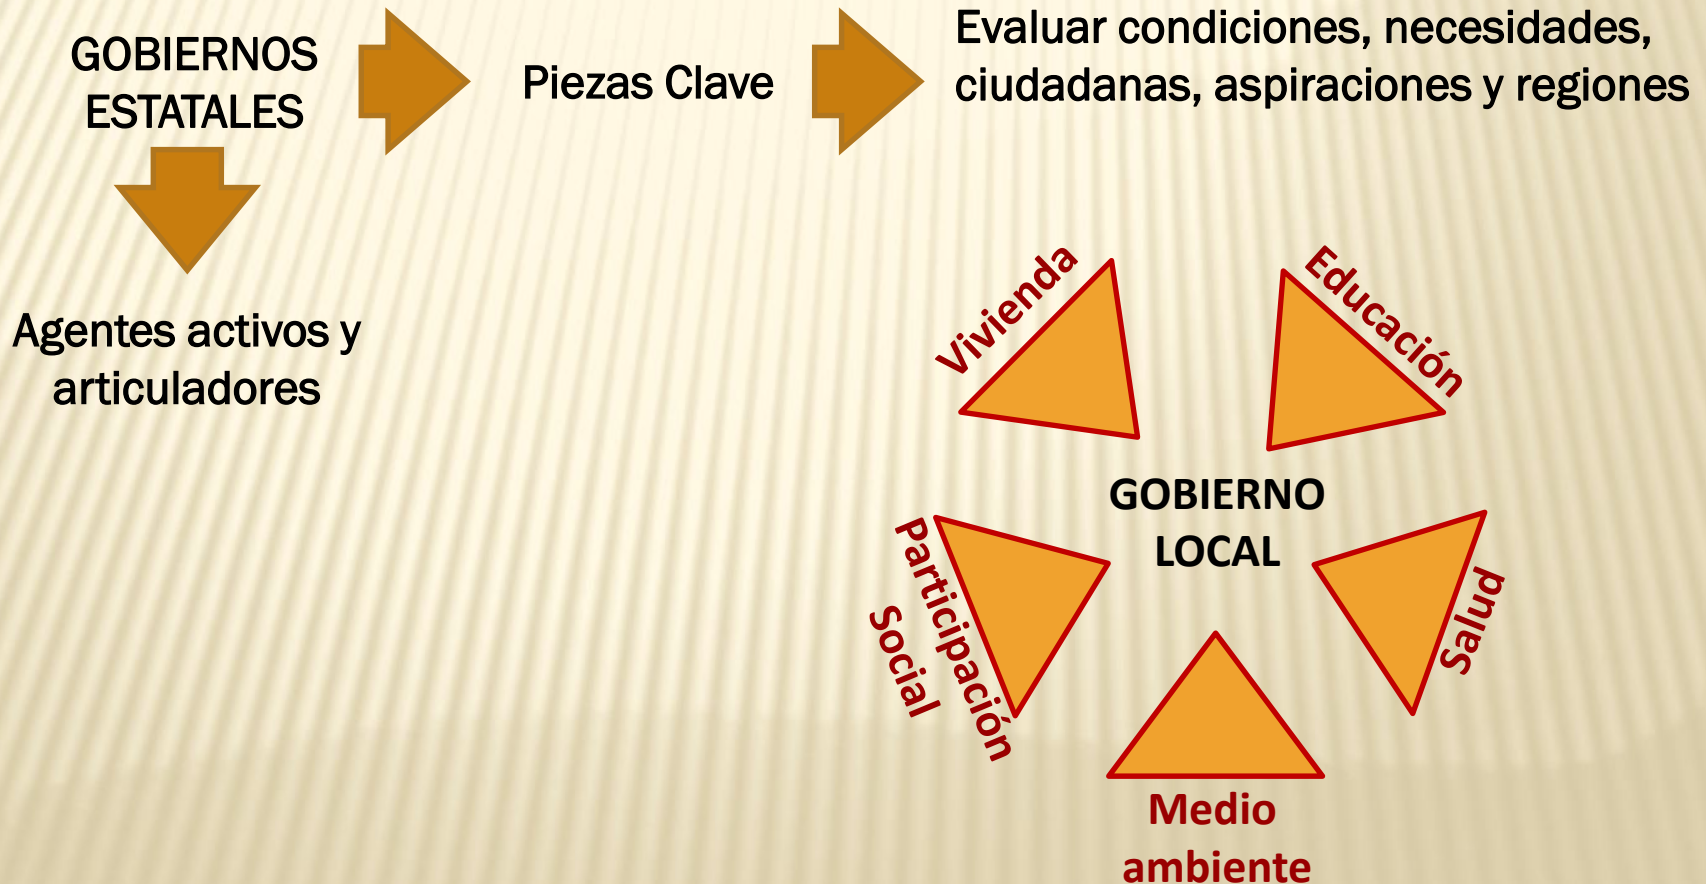 GOBIERNOS
ESTATALES
Piezas Clave
Evaluar condiciones, necesidades,
ciudadanas, aspiraciones y regiones
Agentes activos y
articuladores
Vivienda
Educación
GOBIERNO
LOCAL
Participación
Social
Salud
Medio
ambiente